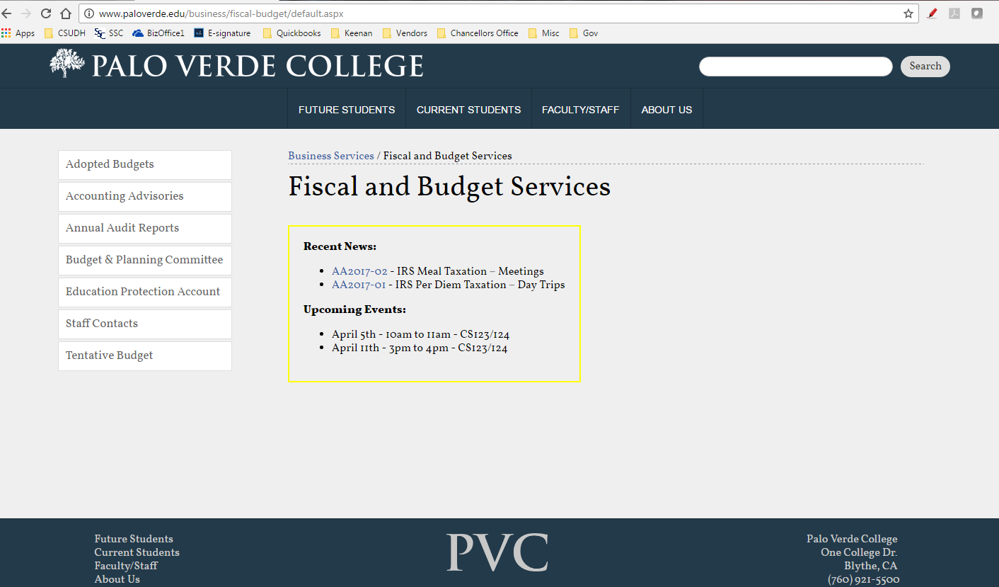 www.paloverde.edu/business/fiscal-budget/default.aspx
Apps CSUDH SSC BizOffice1 E-signature Quickbooks Keenan Vendors Chancellors Office Misc Gov
PALO VERDE COLLEGE
Search
FUTURE STUDENTS CURRENT STUDENTS FACULTY/STAFF ABOUT US
Adopted Budgets
Accounting Advisories
Annual Audit Reports
Budget & Planning Committee
Education Protection Account
Staff Contacts
Tentative Budget
Business Services / Fiscal and Budget Services
Fiscal and Budget Services
Recent News:
AA2017-02 - IRS Meal Taxation – Meetings
AA2017-01 - IRS Per Diem Taxation – Day Trips
Upcoming Events:
April 5th - 10am to 11am - CS123/124
April 11th - 3pm to 4pm - CS123/124
Future Students
Current Students
Faculty/Staff
About Us
PVC
Palo Verde College
One College Dr.
Blythe, CA
(760) 921-5500